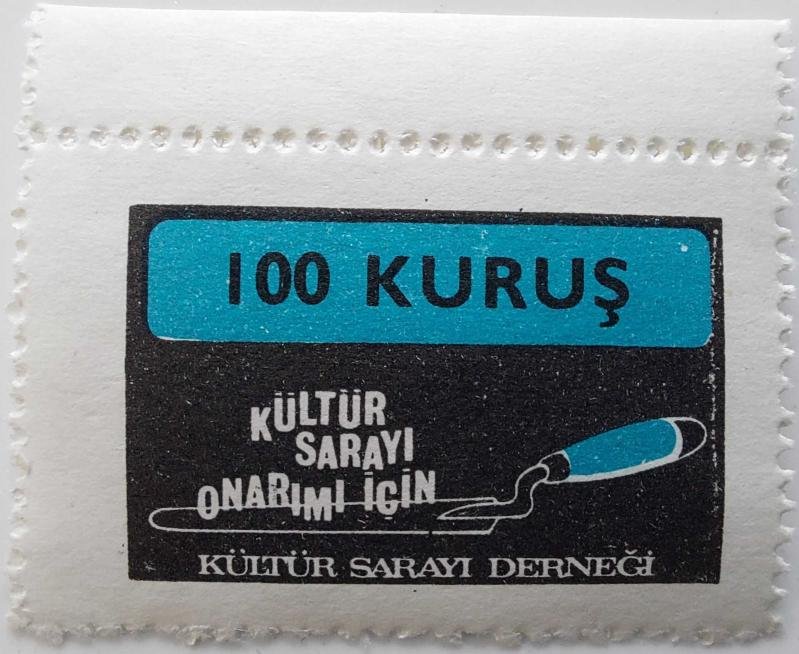 100 KURUŞ
KÜLTÜR
SARAYI
ONARIMI İÇİN
KÜLTÜR SARAYI DERNEĞİ